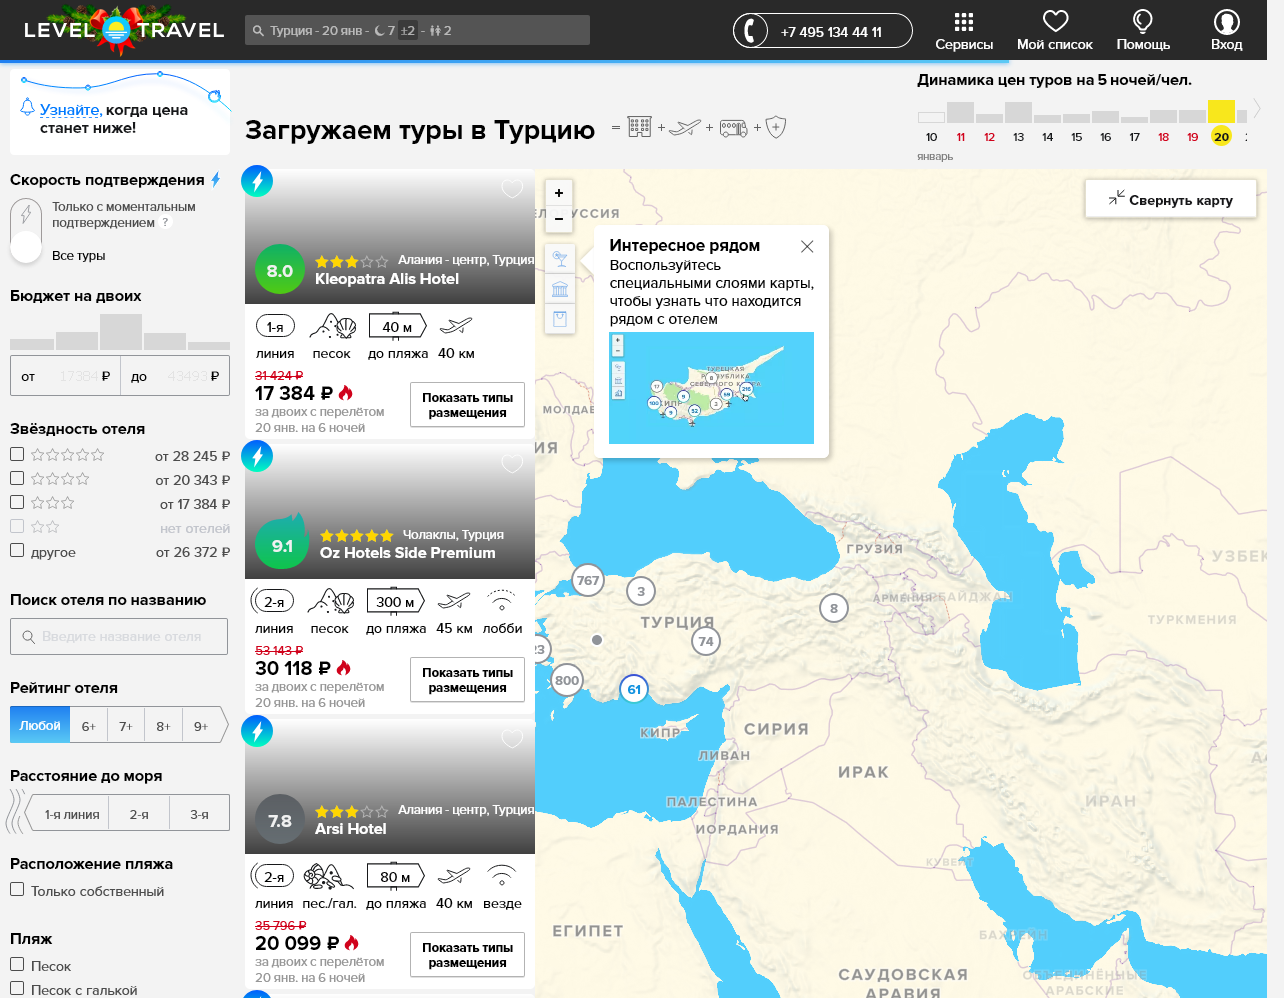 LEVEL TRAVEL
Турция - 20 янв - 7 ±2 - 2
+7 495 134 44 11
Сервисы
Мой список
Помощь
Вход
Узнайте, когда цена
станет ниже!
Загружаем туры в Турцию
= + + +
Динамика цен туров на 5 ночей/чел.
10 11 12 13 14 15 16 17 18 19 20
январь
Скорость подтверждения
Только с моментальным
подтверждением ?
Все туры
Бюджет на двоих
от 17384 ₽ до 43493 ₽
Звёздность отеля
от 28 245 ₽
от 20 343 ₽
от 17 384 ₽
нет отелей
другое от 26 372 ₽
Поиск отеля по названию
Введите название отеля
Рейтинг отеля
Любой 6+ 7+ 8+ 9+
Расстояние до моря
1-я линия 2-я 3-я
Расположение пляжа
Только собственный
Пляж
Песок
Песок с галькой
8.0
Алания - центр, Турция
Kleopatra Alis Hotel
1-я 40 м
линия песок до пляжа 40 км
31 424 ₽
17 384 ₽
за двоих с перелётом
20 янв. на 6 ночей
Показать типы
размещения
9.1
Чолаклы, Турция
Oz Hotels Side Premium
2-я 300 м
линия песок до пляжа 45 км лобби
53 143 ₽
30 118 ₽
за двоих с перелётом
20 янв. на 6 ночей
Показать типы
размещения
7.8
Алания - центр, Турция
Arsi Hotel
2-я 80 м
линия пес./гал. до пляжа 40 км везде
35 796 ₽
20 099 ₽
за двоих с перелётом
20 янв. на 6 ночей
Показать типы
размещения
+
−
Свернуть карту
Интересное рядом
Воспользуйтесь
специальными слоями карты,
чтобы узнать что находится
рядом с отелем
УССИЯ
МОЛДАВ
ИЯ
ГРУЗИЯ
УЗБЕК
АРМЕНИЯ
БАЙДЖАН
ТУРКМЕНИЯ
767
3
8
ТУРЦИЯ
74
23
800
61
КИПР
СИРИЯ
ЛИВАН
ИРАК
ПАЛЕСТИНА
ИРАН
ИОРДАНИЯ
КУВЕЙТ
ЕГИПЕТ
БАХРЕЙН
САУДОВСКАЯ
АРАВИЯ
ОБЪЕДИНЁННЫЕ
АРАБСКИЕ